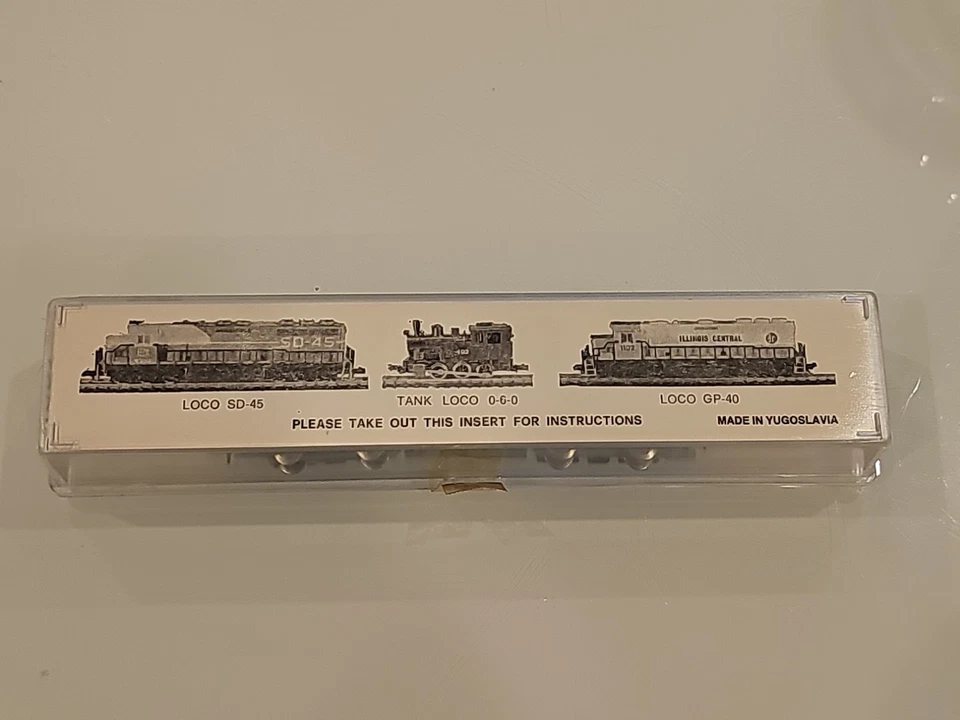 SD-45
ILLINOIS CENTRAL
LOCO SD-45
TANK LOCO 0-6-0
LOCO GP-40
PLEASE TAKE OUT THIS INSERT FOR INSTRUCTIONS
MADE IN YUGOSLAVIA